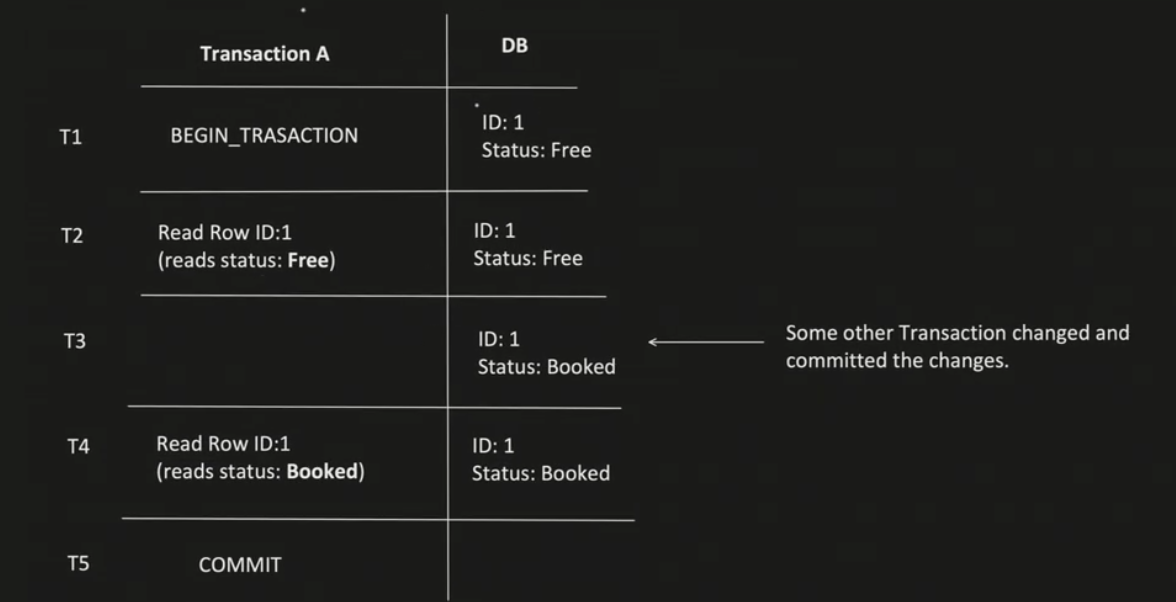 Transaction A
DB
T1
BEGIN_TRASACTION
ID: 1
Status: Free
T2
Read Row ID:1
(reads status: Free)
ID: 1
Status: Free
T3
ID: 1
Status: Booked
Some other Transaction changed and
committed the changes.
T4
Read Row ID:1
(reads status: Booked)
ID: 1
Status: Booked
T5
COMMIT